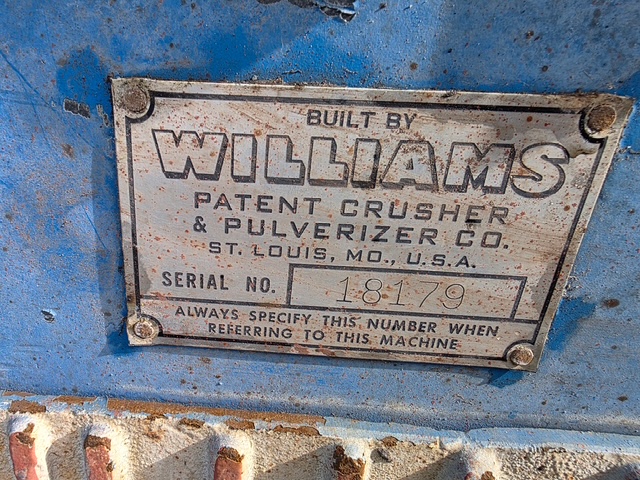 BUILT BY
WILLIAMS
PATENT CRUSHER
& PULVERIZER CO.
ST. LOUIS, MO., U.S.A.
SERIAL NO. 18179
ALWAYS SPECIFY THIS NUMBER WHEN
REFERRING TO THIS MACHINE